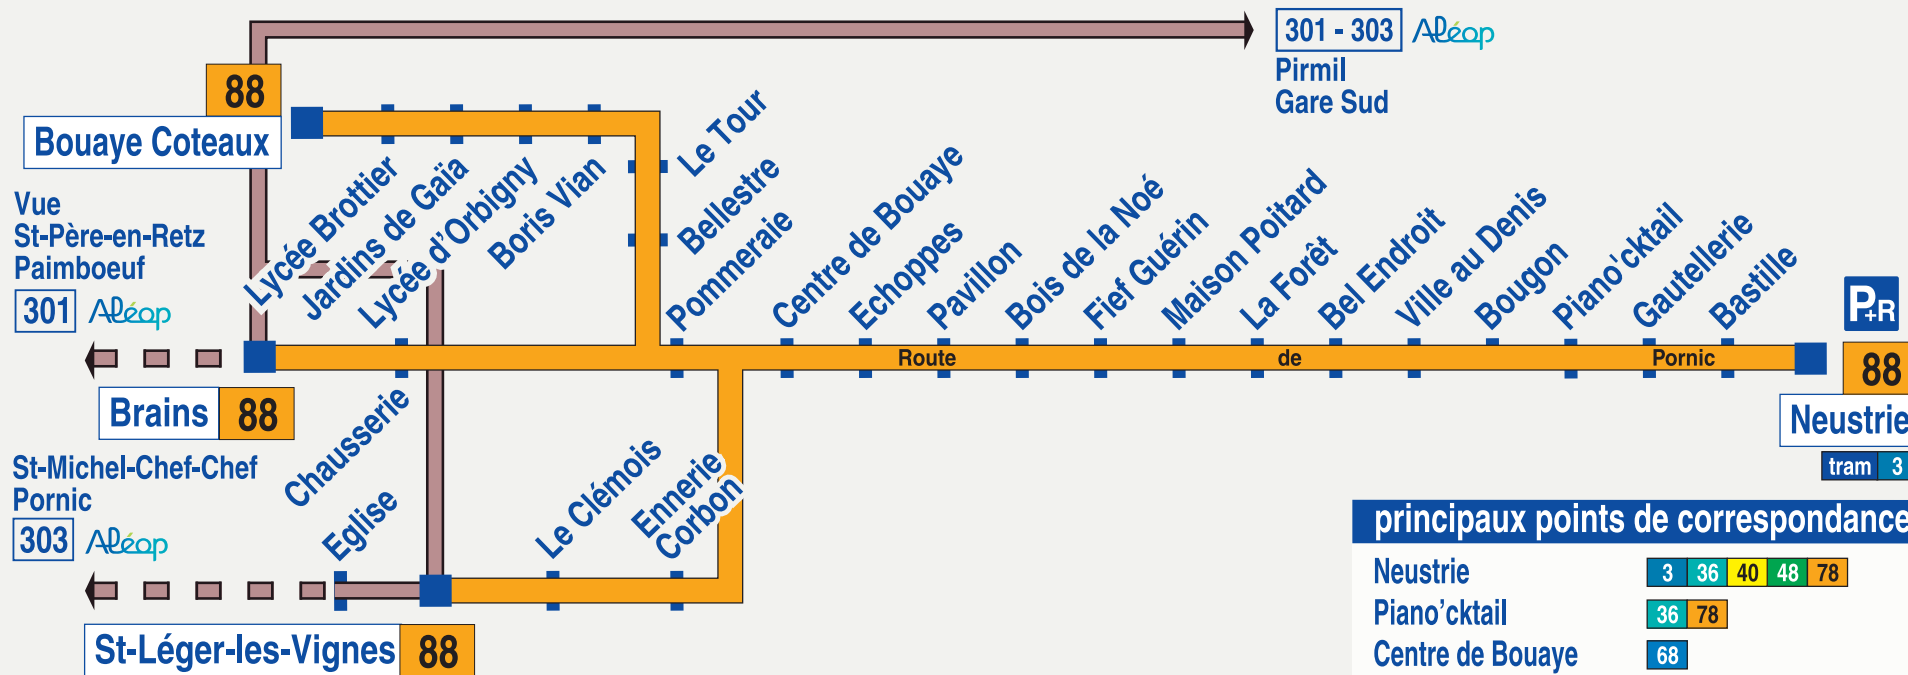 301 - 303 Aléop
Pirmil
Gare Sud
88
Bouaye Coteaux
Vue
St-Père-en-Retz
Paimboeuf
301 Aléop
Lycée Brottier
Jardins de Gaïa
Lycée d'Orbigny
Boris Vian
Le Tour
Bellestre
Pommeraie
Centre de Bouaye
Echoppes
Pavillon
Bois de la Noé
Fief Guérin
Maison Poitard
La Forêt
Bel Endroit
Ville au Denis
Bougon
Piano'cktail
Gautellerie
Bastille
P+R
Route de Pornic
88
Neustrie
tram 3
Brains 88
St-Michel-Chef-Chef
Pornic
303 Aléop
Chausserie
Eglise
Le Clémois
Ennerie
Corbon
St-Léger-les-Vignes 88
principaux points de correspondance
Neustrie 3 36 40 48 78
Piano'cktail 36 78
Centre de Bouaye 68